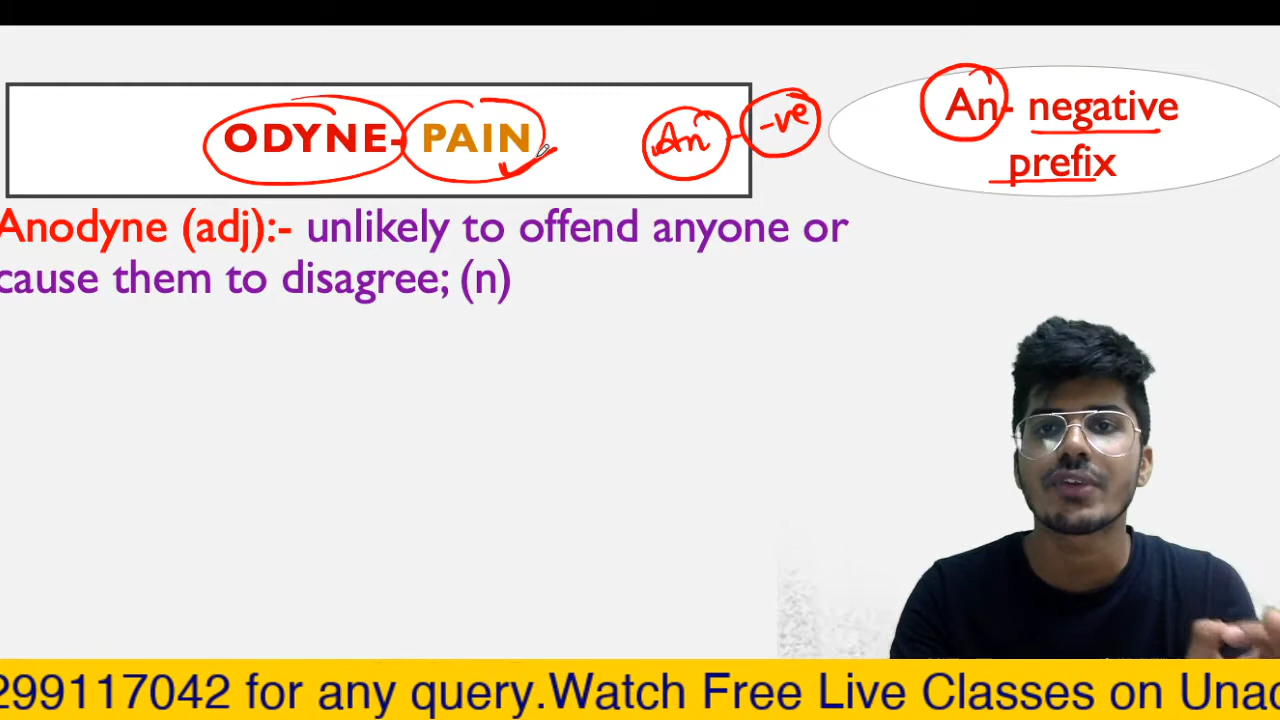 ODYNE-PAIN
An - -ve
An- negative
prefix
Anodyne (adj):- unlikely to offend anyone or
cause them to disagree; (n)
299117042 for any query.Watch Free Live Classes on Unac